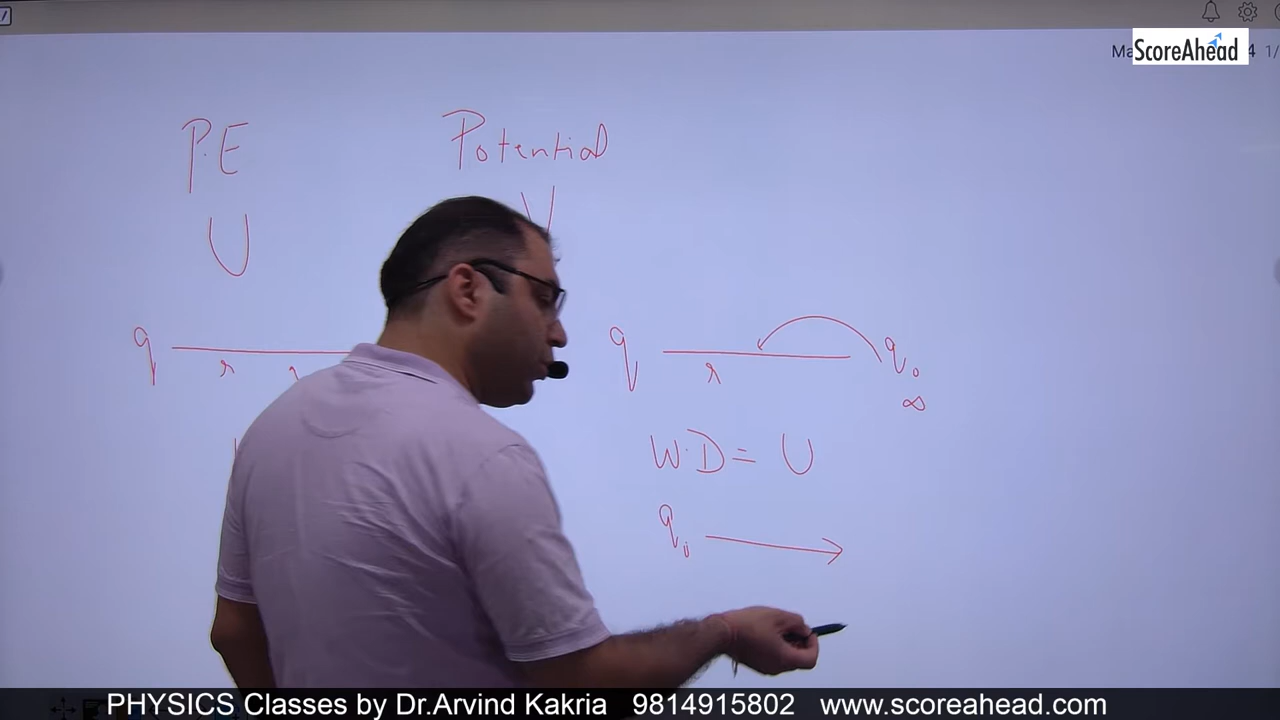 ScoreAhead
P.E Potential
U V
q r q r q₀
∞
W.D = U
q₀ →
PHYSICS Classes by Dr.Arvind Kakria 9814915802 www.scoreahead.com